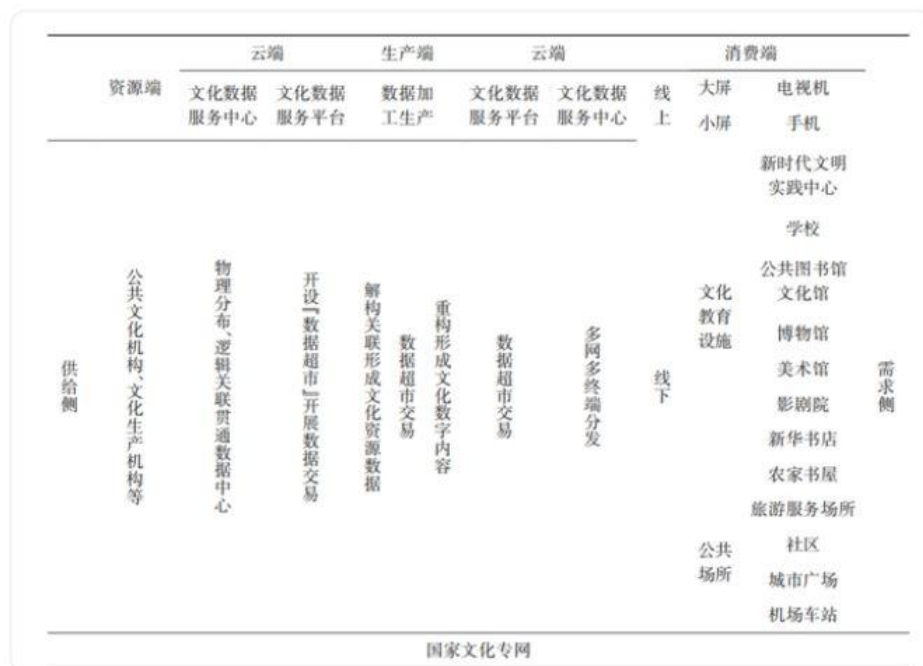 云端 生产端 云端 消费端
资源端
文化数据服务中心
文化数据服务平台
数据加工生产
文化数据服务平台
文化数据服务中心
线上
大屏 电视机
小屏 手机
供给侧
公共文化机构、文化生产机构等
物理分布、逻辑关联贯通数据中心
开设『数据超市』开展数据交易
解构关联形成文化资源数据
数据超市交易
重构形成文化数字内容
数据超市交易
多网多终端分发
线下
文化教育设施
新时代文明实践中心
学校
公共图书馆
文化馆
博物馆
美术馆
影剧院
新华书店
农家书屋
旅游服务场所
公共场所
社区
城市广场
机场车站
需求侧
国家文化专网